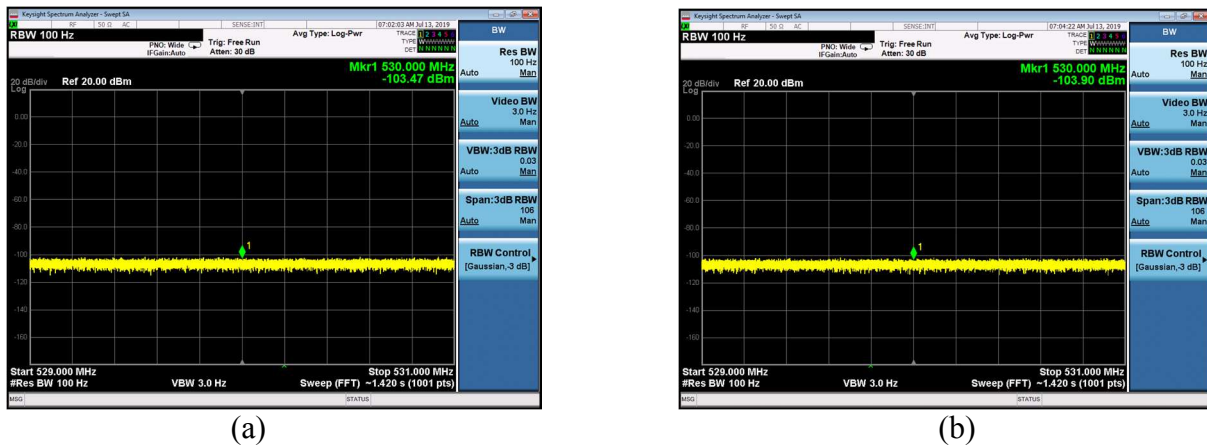 Keysight Spectrum Analyzer - Swept SA
RF 50 Ω AC SENSE:INT 07:02:03 AM Jul 13, 2019
RBW 100 Hz
Avg Type: Log-Pwr
TRACE 1 2 3 4 5 6
PNO: Wide Trig: Free Run
TYPE
IFGain:Auto Atten: 30 dB
DET N N N N N N
Mkr1 530.000 MHz
20 dB/div Ref 20.00 dBm -103.47 dBm
Log
0.00
-20.0
-40.0
-60.0
-80.0
-100
-120
-140
-160
1
Start 529.000 MHz Stop 531.000 MHz
#Res BW 100 Hz VBW 3.0 Hz Sweep (FFT) ~1.420 s (1001 pts)
MSG STATUS
BW
Res BW
100 Hz
Auto Man
Video BW
3.0 Hz
Auto Man
VBW:3dB RBW
0.03
Auto Man
Span:3dB RBW
106
Auto Man
RBW Control
[Gaussian,-3 dB]
(a)
Keysight Spectrum Analyzer - Swept SA
RF 50 Ω AC SENSE:INT 07:04:22 AM Jul 13, 2019
RBW 100 Hz
Avg Type: Log-Pwr
TRACE 1 2 3 4 5 6
PNO: Wide Trig: Free Run
TYPE
IFGain:Auto Atten: 30 dB
DET N N N N N N
Mkr1 530.000 MHz
20 dB/div Ref 20.00 dBm -103.90 dBm
Log
0.00
-20.0
-40.0
-60.0
-80.0
-100
-120
-140
-160
1
Start 529.000 MHz Stop 531.000 MHz
#Res BW 100 Hz VBW 3.0 Hz Sweep (FFT) ~1.420 s (1001 pts)
MSG STATUS
BW
Res BW
100 Hz
Auto Man
Video BW
3.0 Hz
Auto Man
VBW:3dB RBW
0.03
Auto Man
Span:3dB RBW
106
Auto Man
RBW Control
[Gaussian,-3 dB]
(b)